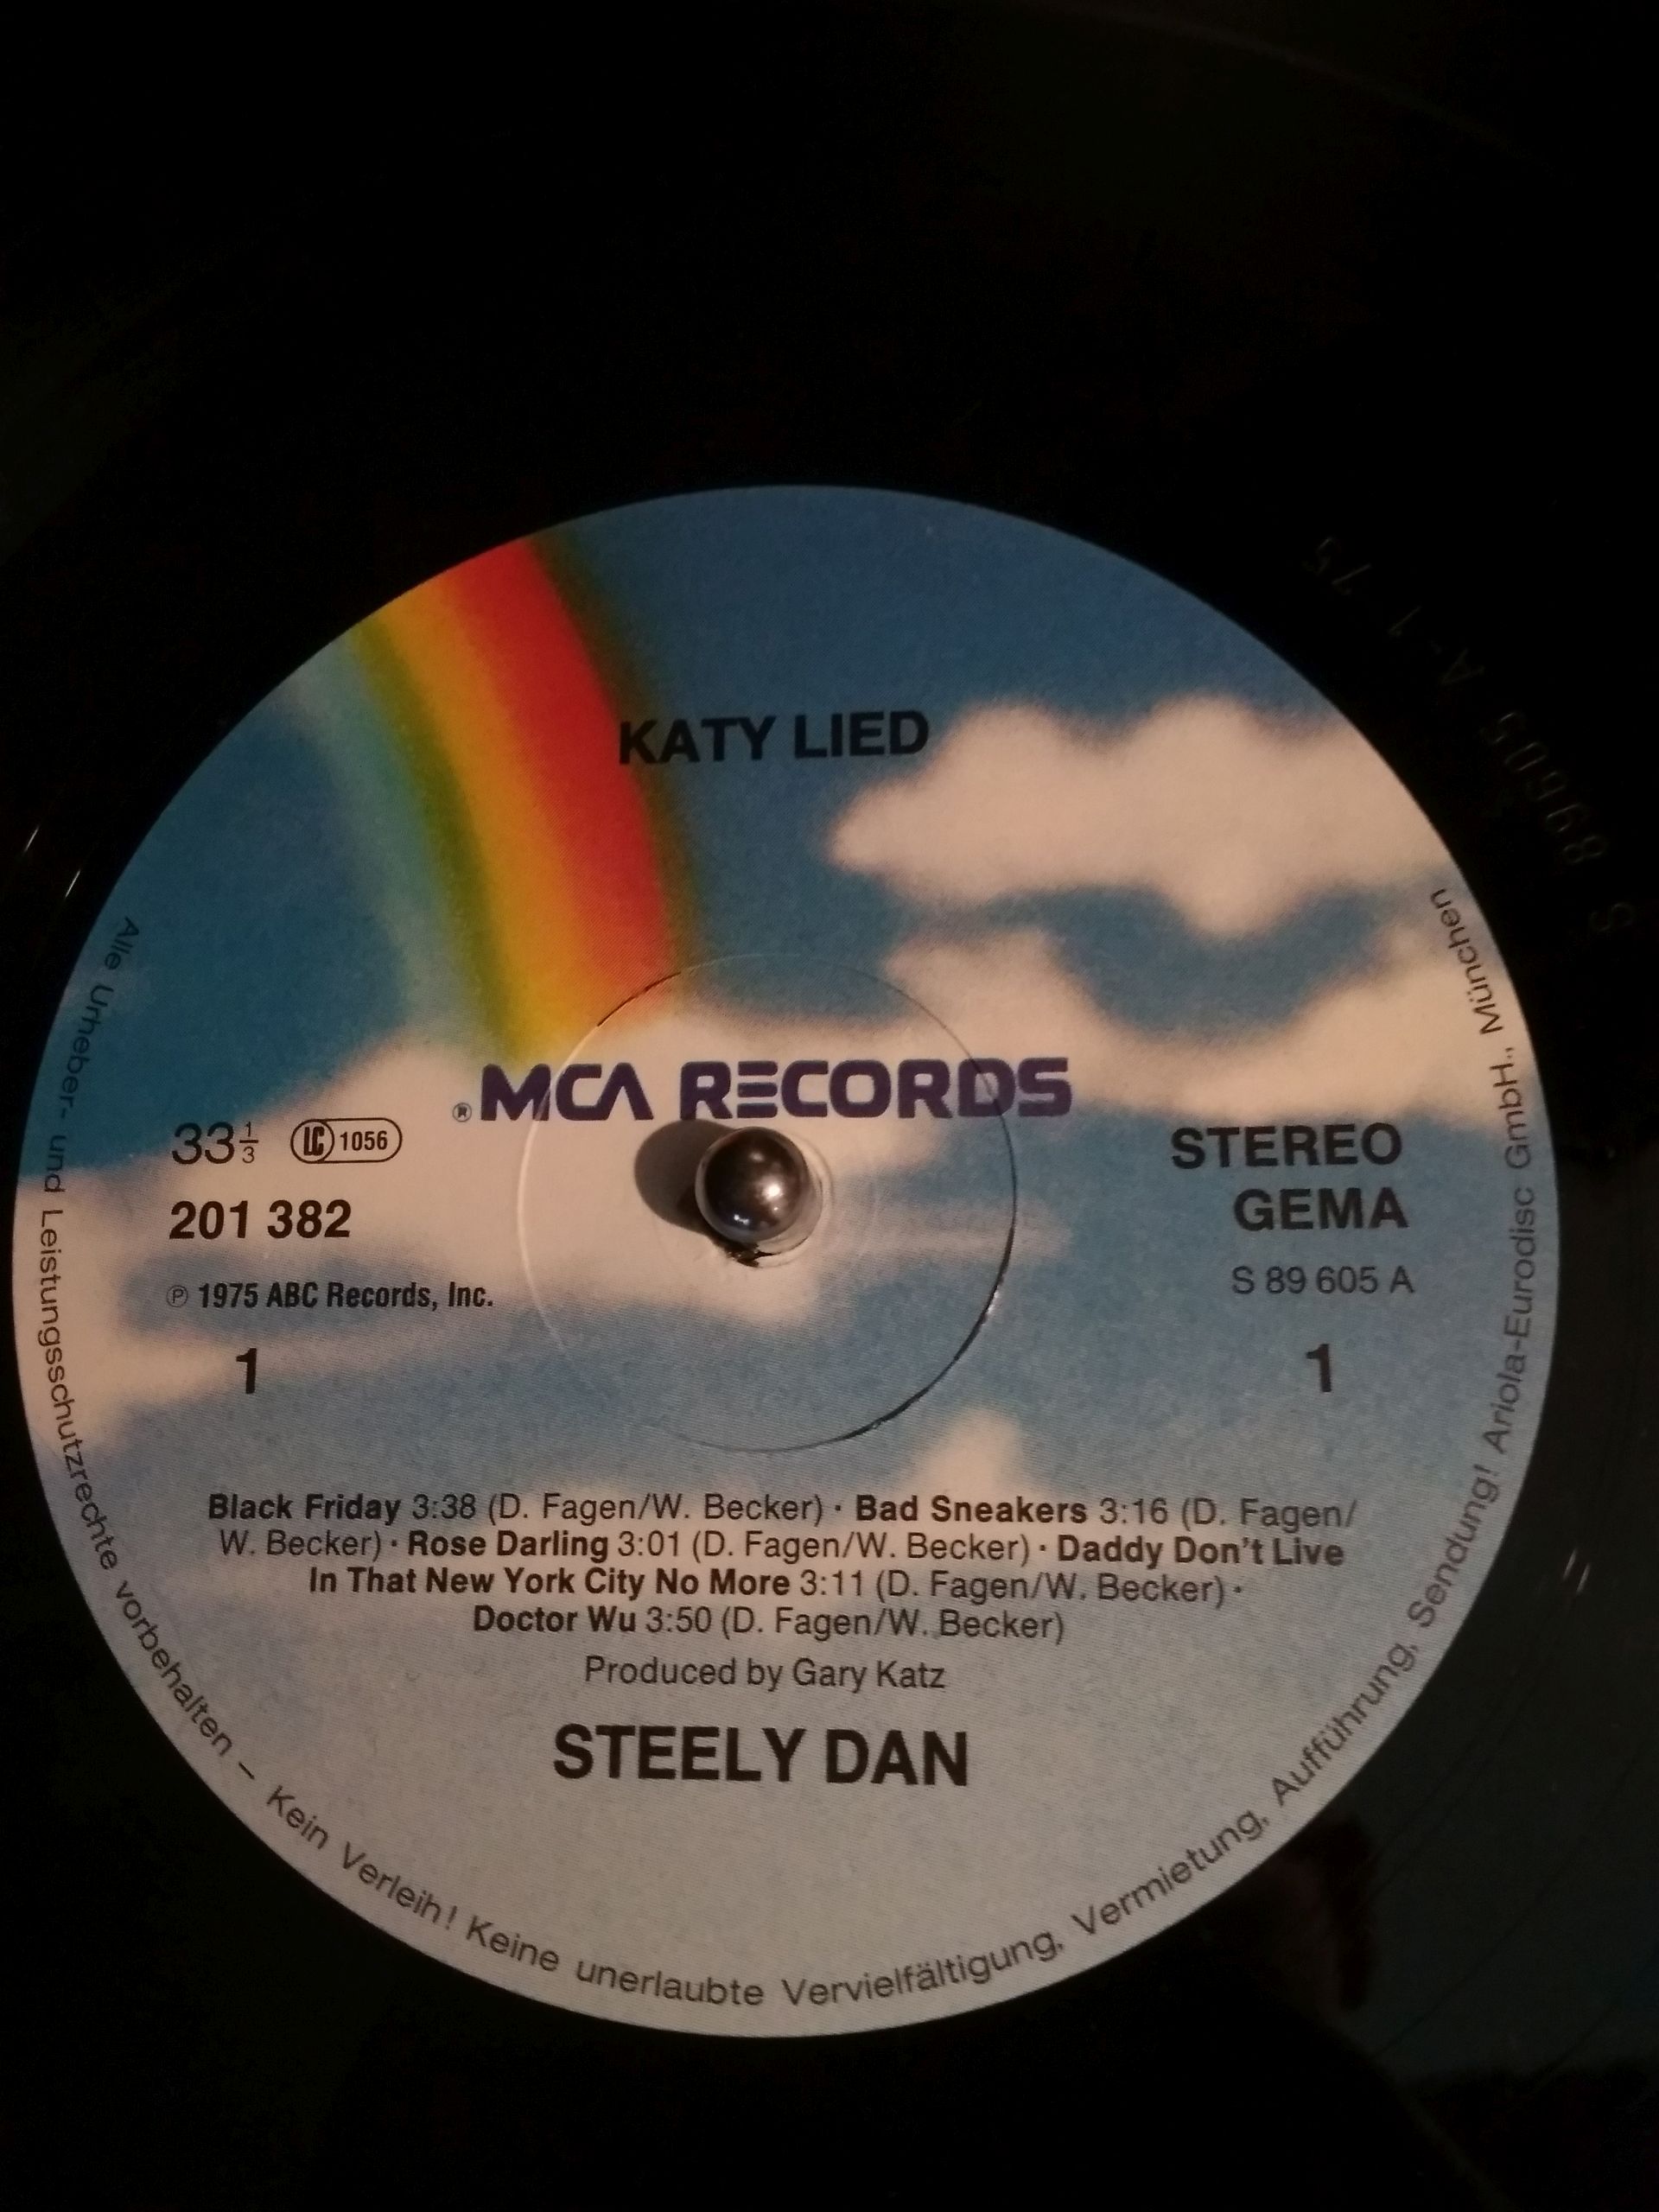 KATY LIED
® MCA RECORDS
33⅓ LC 1056
STEREO
201 382
GEMA
℗ 1975 ABC Records, Inc.
S 89 605 A
1
1
Black Friday 3:38 (D. Fagen/W. Becker) · Bad Sneakers 3:16 (D. Fagen/
W. Becker) · Rose Darling 3:01 (D. Fagen/W. Becker) · Daddy Don't Live
In That New York City No More 3:11 (D. Fagen/W. Becker) ·
Doctor Wu 3:50 (D. Fagen/W. Becker)
Produced by Gary Katz
STEELY DAN
Alle Urheber- und Leistungsschutzrechte vorbehalten – Kein Verleih! Keine unerlaubte Vervielfältigung, Vermietung, Aufführung, Sendung! Ariola-Eurodisc GmbH., München
S 89605 A-1 75